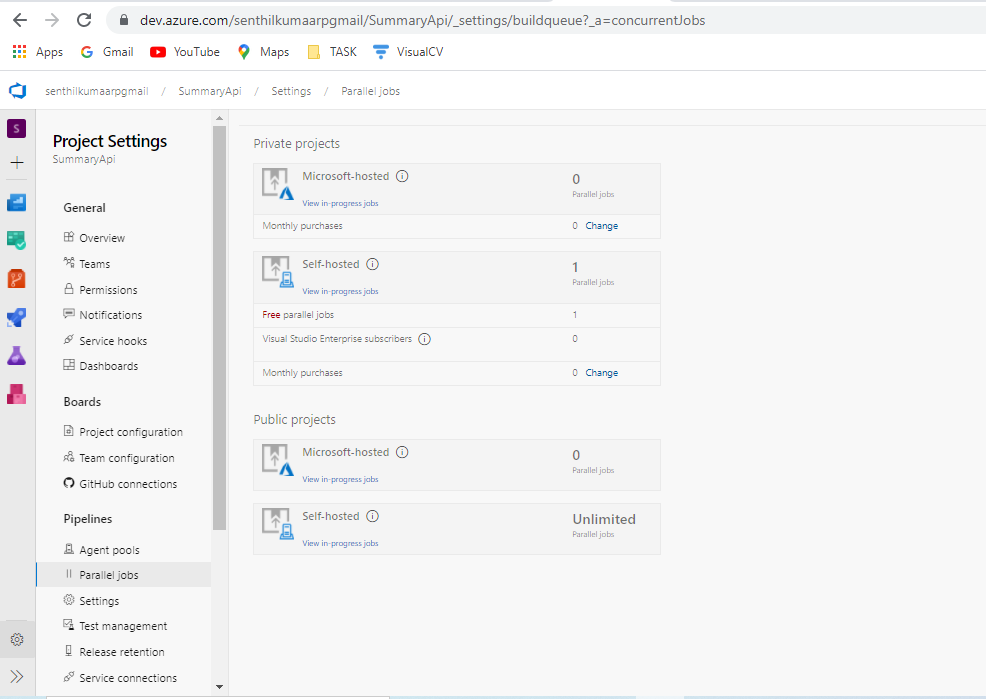 dev.azure.com/senthilkumaarpgmail/SummaryApi/_settings/buildqueue?_a=concurrentJobs
Apps Gmail YouTube Maps TASK VisualCV
senthilkumaarpgmail / SummaryApi / Settings / Parallel jobs
S
Project Settings
SummaryApi
General
Overview
Teams
Permissions
Notifications
Service hooks
Dashboards
Boards
Project configuration
Team configuration
GitHub connections
Pipelines
Agent pools
Parallel jobs
Settings
Test management
Release retention
Service connections
Private projects
Microsoft-hosted 0
Parallel jobs
View in-progress jobs
Monthly purchases 0 Change
Self-hosted 1
Parallel jobs
View in-progress jobs
Free parallel jobs 1
Visual Studio Enterprise subscribers 0
Monthly purchases 0 Change
Public projects
Microsoft-hosted 0
Parallel jobs
View in-progress jobs
Self-hosted Unlimited
Parallel jobs
View in-progress jobs